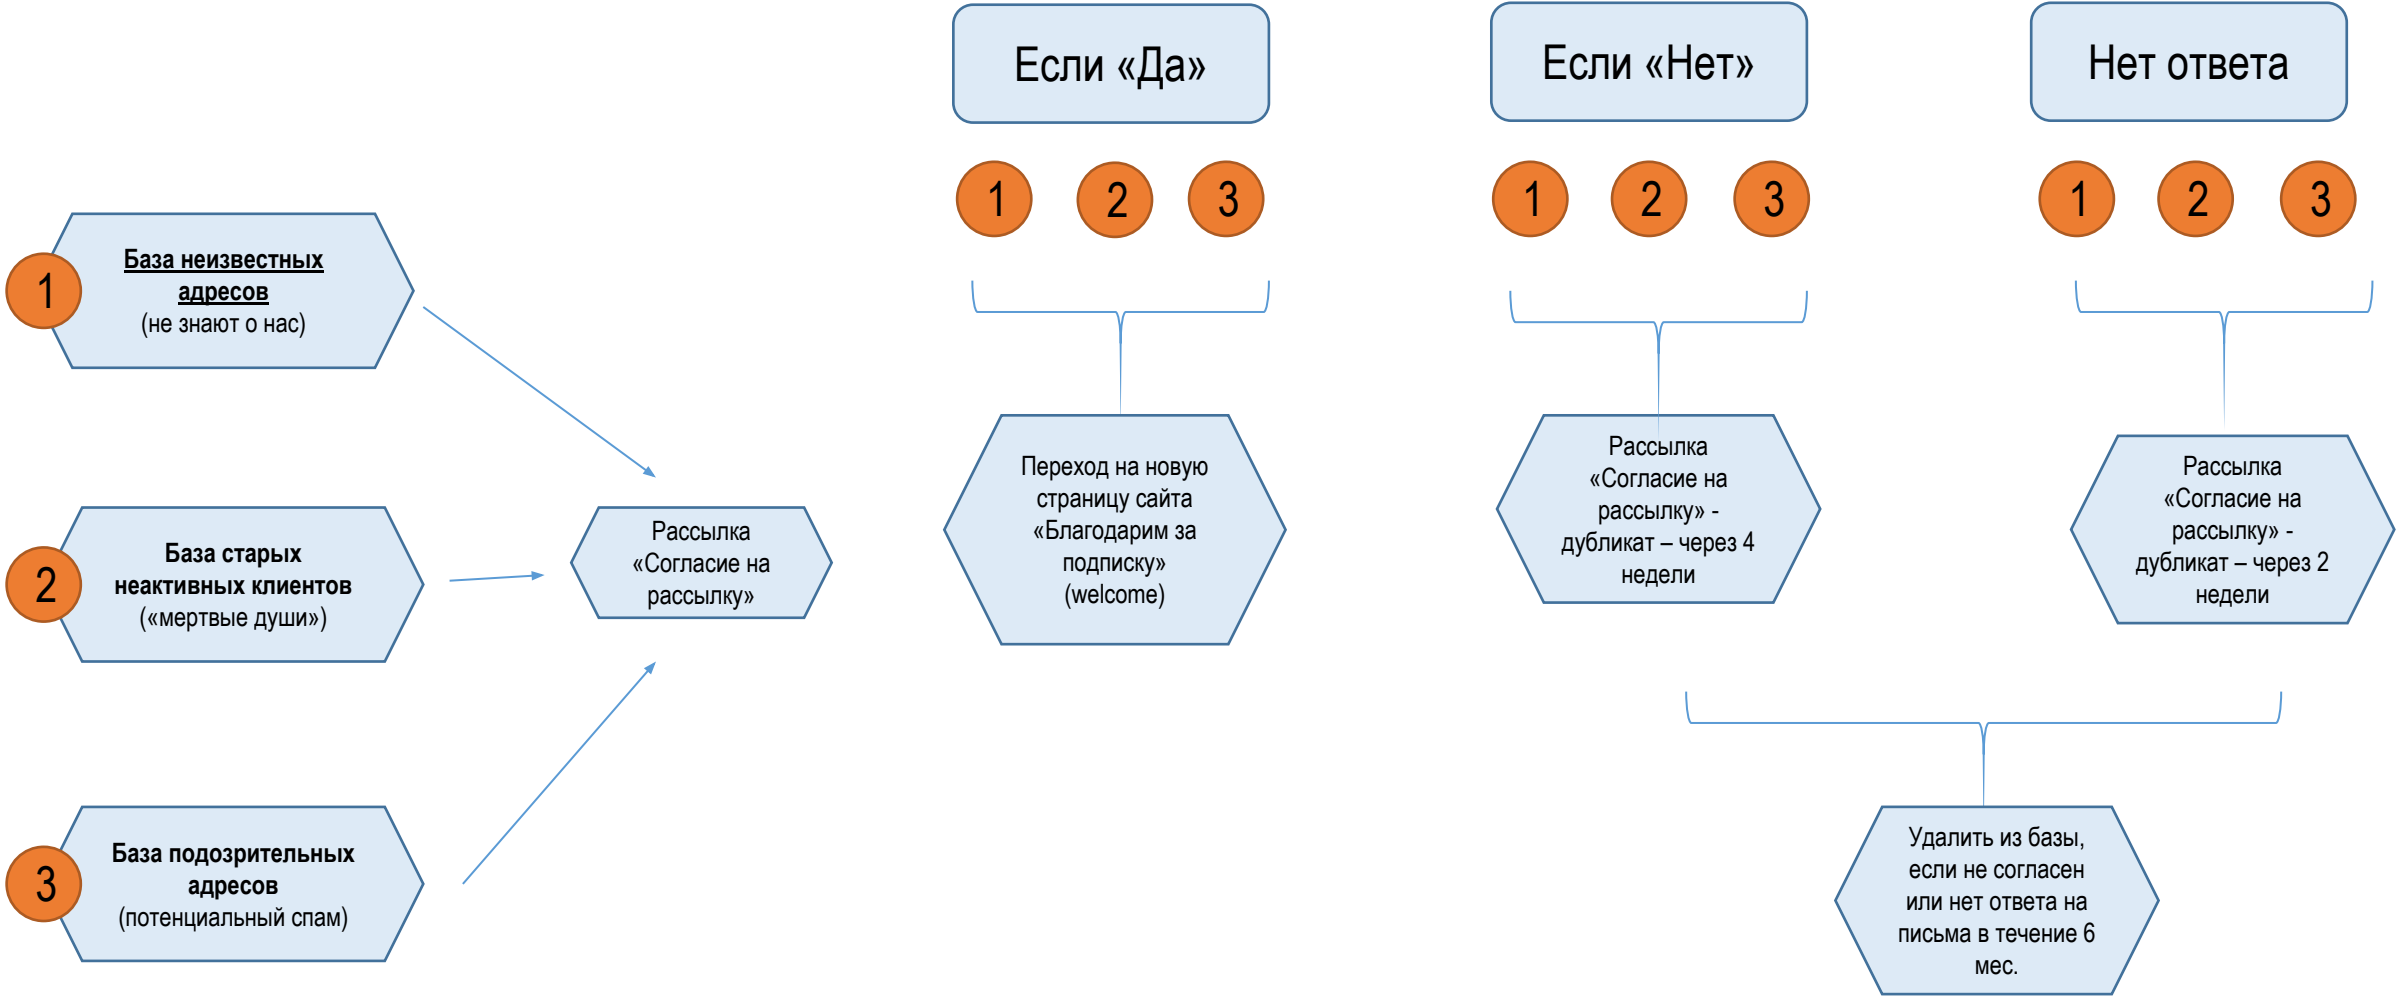 Если «Да»
Если «Нет»
Нет ответа
1
2
3
1
2
3
1
2
3
1
База неизвестных
адресов
(не знают о нас)
2
База старых
неактивных клиентов
(«мертвые души»)
3
База подозрительных
адресов
(потенциальный спам)
Рассылка
«Согласие на
рассылку»
Переход на новую
страницу сайта
«Благодарим за
подписку»
(welcome)
Рассылка
«Согласие на
рассылку» -
дубликат – через 4
недели
Рассылка
«Согласие на
рассылку» -
дубликат – через 2
недели
Удалить из базы,
если не согласен
или нет ответа на
письма в течение 6
мес.